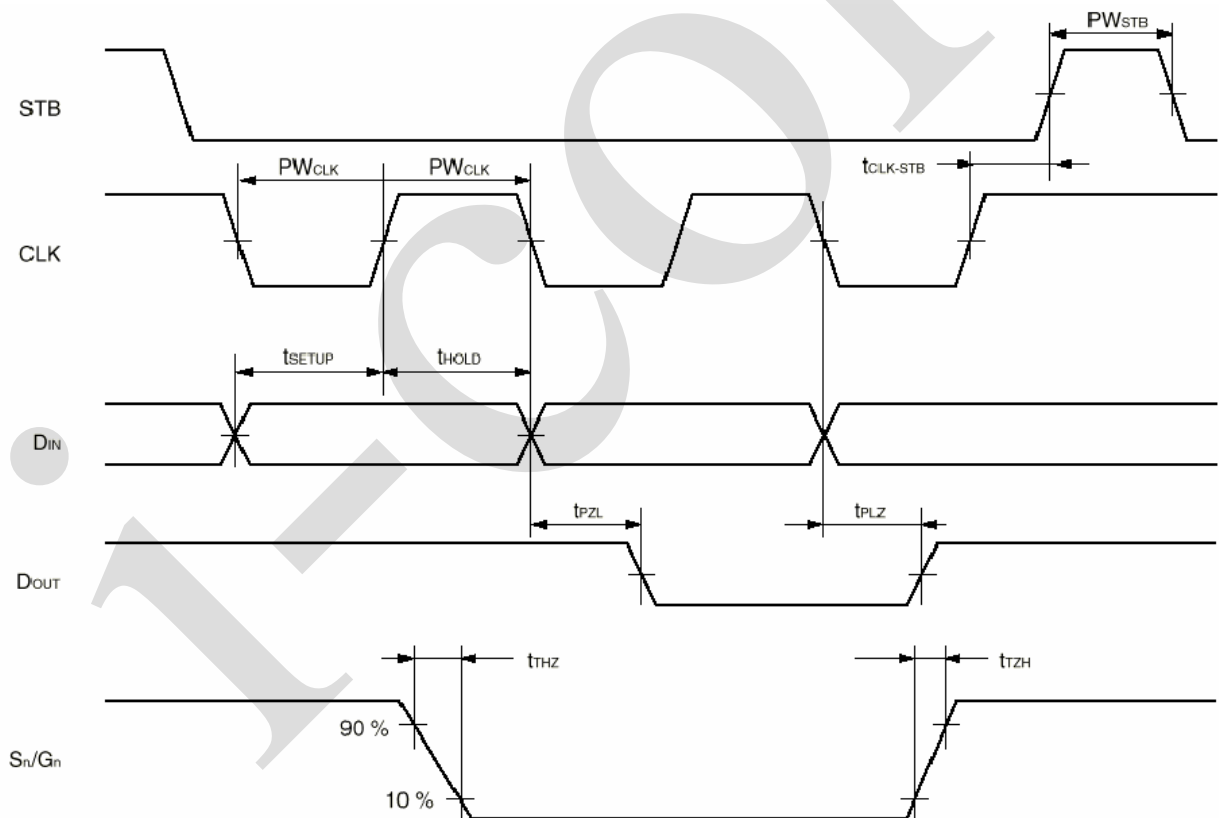 PWSTB
STB
tCLK-STB
PWCLK PWCLK
CLK
tSETUP tHOLD
DIN
tPZL tPLZ
DOUT
tTHZ tTZH
90 %
Sn/Gn
10 %